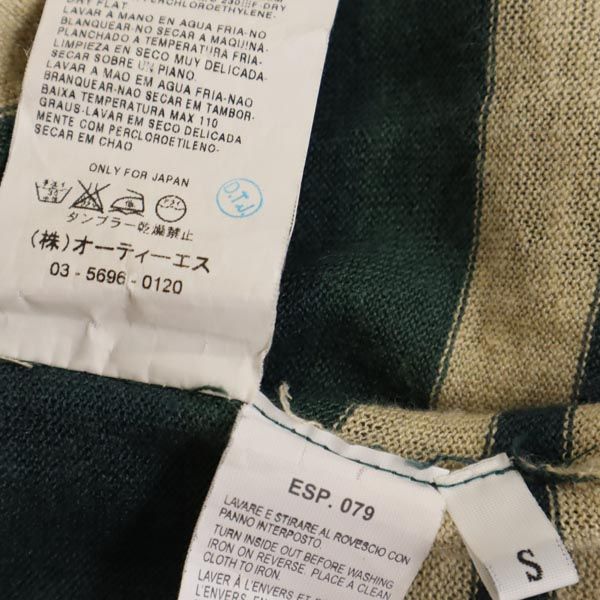 DRY FLAT.
LAVAR A MANO EN AGUA FRIA-NO
BLANQUEAR-NO SECAR A MAQUINA-
PLANCHADO A TEMPERATURA FRIA-
LIMPIEZA EN SECO MUY DELICADA-
SECAR SOBRE UN PIANO.
LAVAR A MAO EM AGUA FRIA-NAO
BRANQUEAR-NAO SECAR EM TAMBOR-
BAIXA TEMPERATURA MAX 110
GRAUS-LAVAR EM SECO DELICADA
MENTE COM PERCLOROETILENO-
SECAR EM CHAO
ONLY FOR JAPAN
D.T.J
タンブラー乾燥禁止
(株)オーティーエス
03-5696-0120
ESP. 079
LAVARE E STIRARE AL ROVESCIO CON
PANNO INTERPOSTO
TURN INSIDE OUT BEFORE WASHING
IRON ON REVERSE. PLACE A CLEAN
CLOTH TO IRON.
LAVER À L'ENVERS ET
S